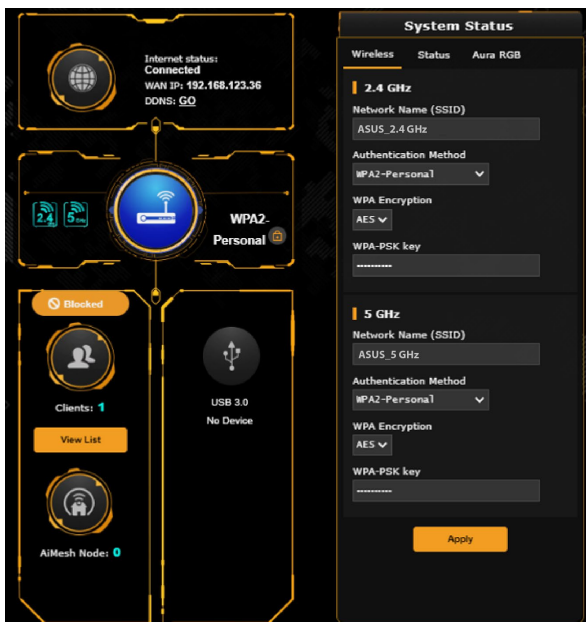 Internet status:
Connected
WAN IP: 192.168.123.36
DDNS: GO
2.4
5
WPA2-
Personal
Blocked
Clients: 1
View List
AiMesh Node: 0
USB 3.0
No Device
System Status
Wireless Status Aura RGB
2.4 GHz
Network Name (SSID)
ASUS_2.4 GHz
Authentication Method
WPA2-Personal
WPA Encryption
AES
WPA-PSK key
----------
5 GHz
Network Name (SSID)
ASUS_5 GHz
Authentication Method
WPA2-Personal
WPA Encryption
AES
WPA-PSK key
----------
Apply